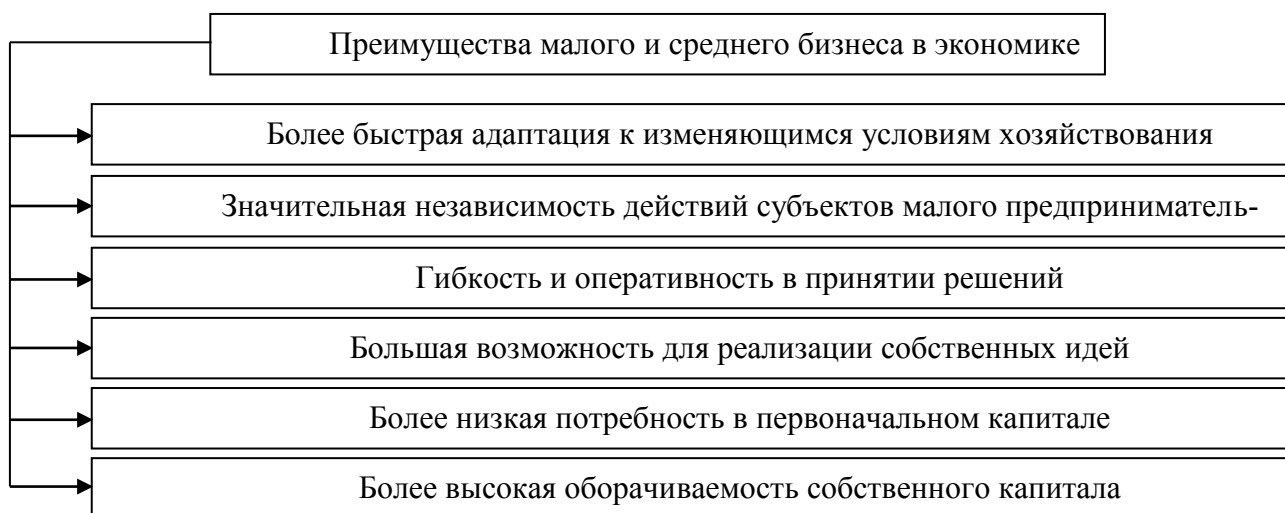 Преимущества малого и среднего бизнеса в экономике
Более быстрая адаптация к изменяющимся условиям хозяйствования
Значительная независимость действий субъектов малого предприниматель-
Гибкость и оперативность в принятии решений
Большая возможность для реализации собственных идей
Более низкая потребность в первоначальном капитале
Более высокая оборачиваемость собственного капитала